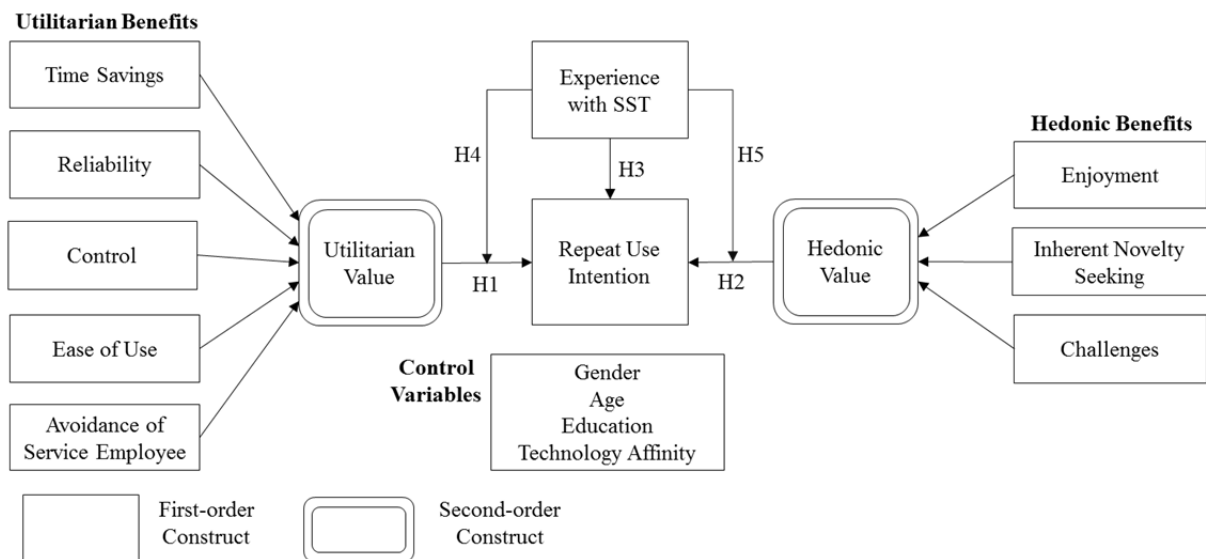 Utilitarian Benefits
Time Savings
Reliability
Control
Ease of Use
Avoidance of
Service Employee
Utilitarian
Value
H1
H4
Experience
with SST
H3
H5
Repeat Use
Intention
H2
Hedonic
Value
Hedonic Benefits
Enjoyment
Inherent Novelty
Seeking
Challenges
Control
Variables
Gender
Age
Education
Technology Affinity
First-order
Construct
Second-order
Construct